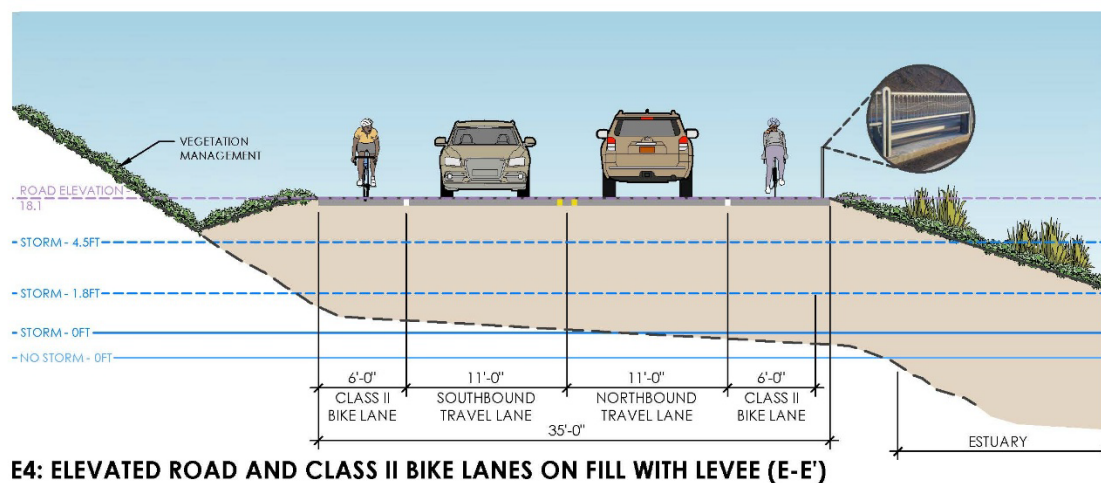 VEGETATION
MANAGEMENT
ROAD ELEVATION -
18.1
STORM - 4.5FT
STORM - 1.8FT
STORM - 0FT
NO STORM - 0FT
6'-0" 11'-0" 11'-0" 6'-0"
CLASS II SOUTHBOUND NORTHBOUND CLASS II
BIKE LANE TRAVEL LANE TRAVEL LANE BIKE LANE
35'-0"
ESTUARY
E4: ELEVATED ROAD AND CLASS II BIKE LANES ON FILL WITH LEVEE (E-E')